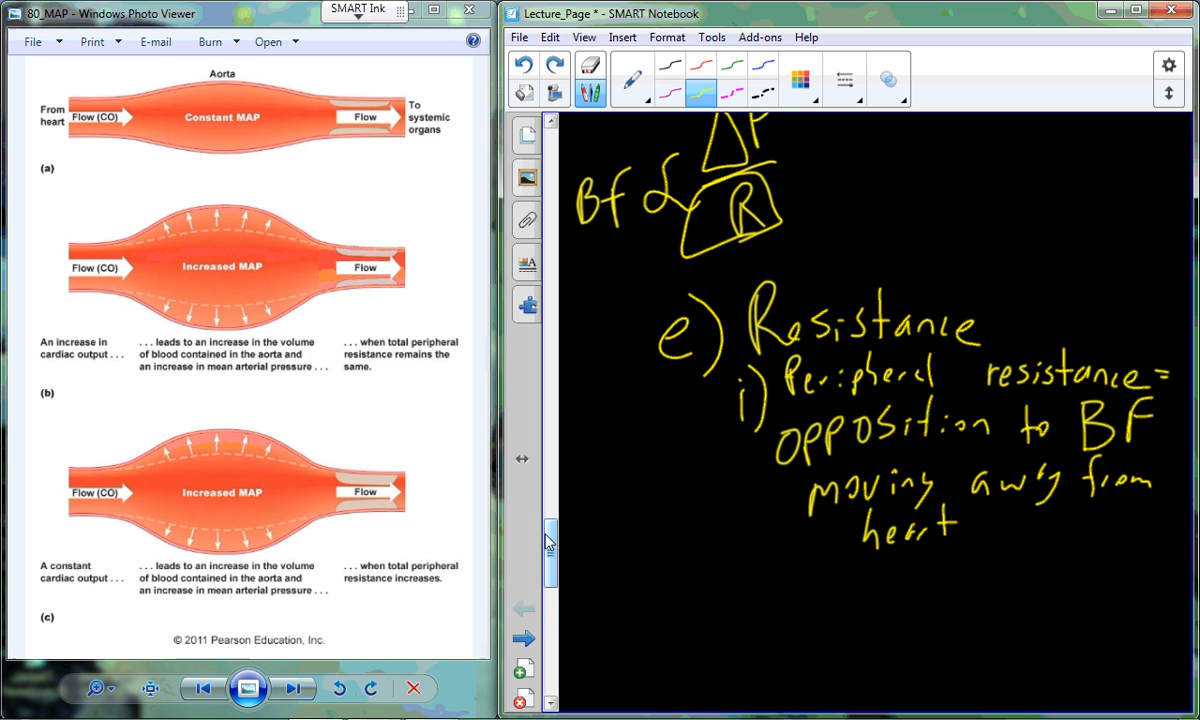 80_MAP - Windows Photo Viewer
SMART Ink
File Print E-mail Burn Open
Aorta
From
heart
Flow (CO)
Constant MAP
Flow
To
systemic
organs
(a)
Flow (CO)
Increased MAP
Flow
An increase in
cardiac output . . .
. . . leads to an increase in the volume
of blood contained in the aorta and
an increase in mean arterial pressure . . .
. . . when total peripheral
resistance remains the
same.
(b)
Flow (CO)
Increased MAP
Flow
A constant
cardiac output . . .
. . . leads to an increase in the volume
of blood contained in the aorta and
an increase in mean arterial pressure . . .
. . . when total peripheral
resistance increases.
(c)
© 2011 Pearson Education, Inc.
Lecture_Page * - SMART Notebook
File Edit View Insert Format Tools Add-ons Help
ΔP
BF α
R
e) Resistance
i) Peripheral resistance =
opposition to BF
moving away from
heart